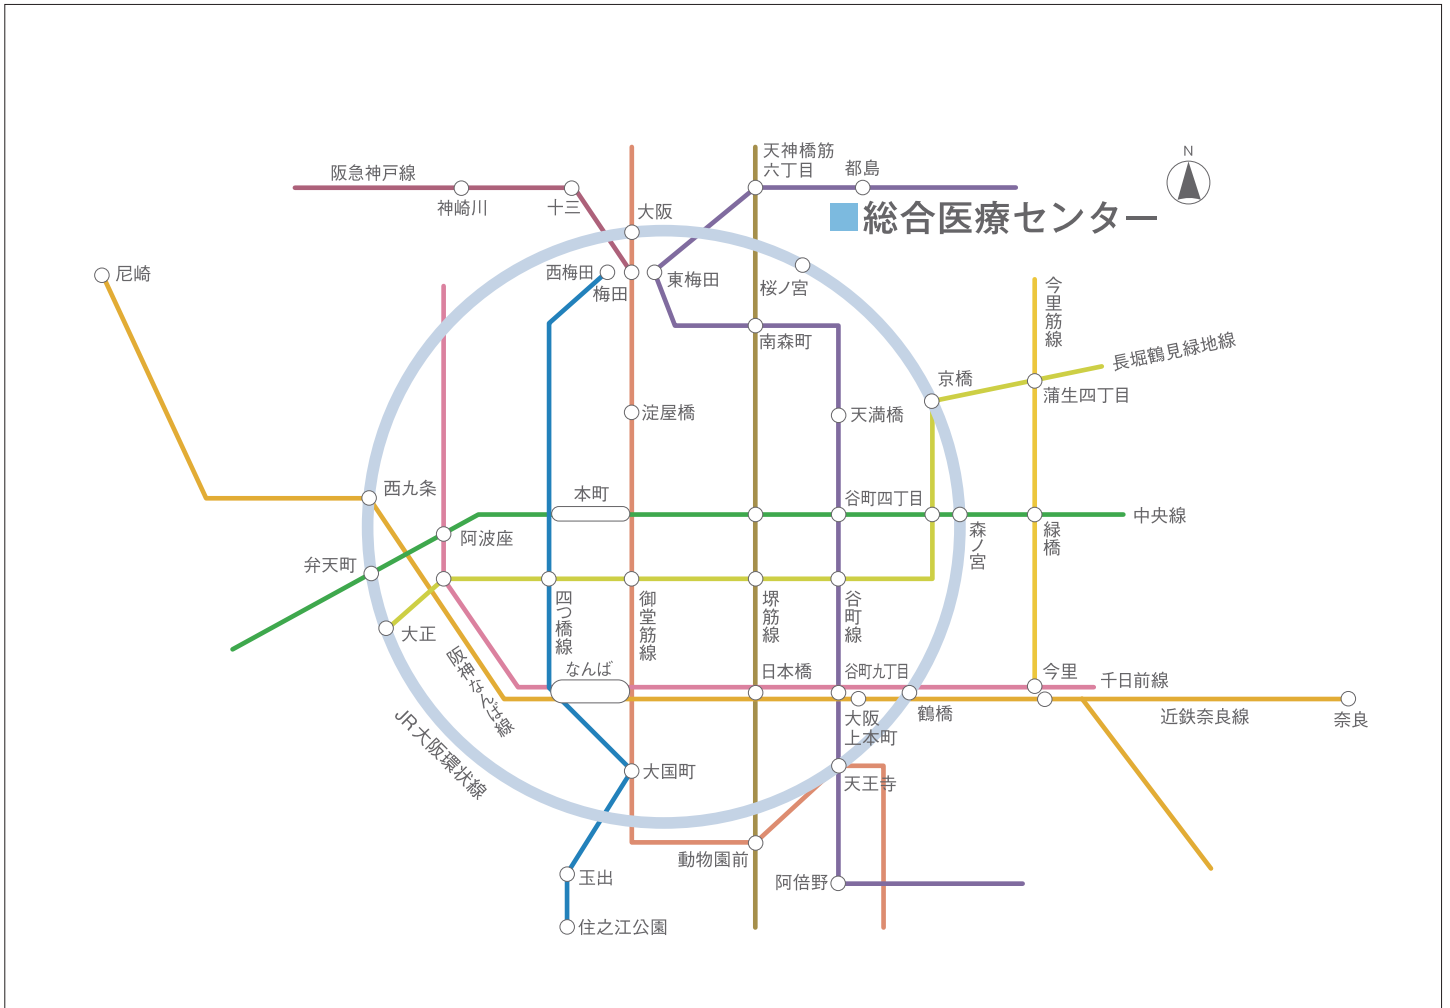 N
天神橋筋
六丁目
都島
阪急神戸線
神崎川
十三
大阪
総合医療センター
尼崎
西梅田
梅田
東梅田
桜ノ宮
今里筋線
南森町
長堀鶴見緑地線
京橋
蒲生四丁目
淀屋橋
天満橋
西九条
本町
谷町四丁目
中央線
阿波座
森ノ宮
緑橋
弁天町
大正
四つ橋線
御堂筋線
堺筋線
谷町線
阪神なんば線
なんば
日本橋
谷町九丁目
今里
千日前線
JR大阪環状線
大阪
上本町
鶴橋
近鉄奈良線
奈良
大国町
天王寺
動物園前
玉出
阿倍野
住之江公園